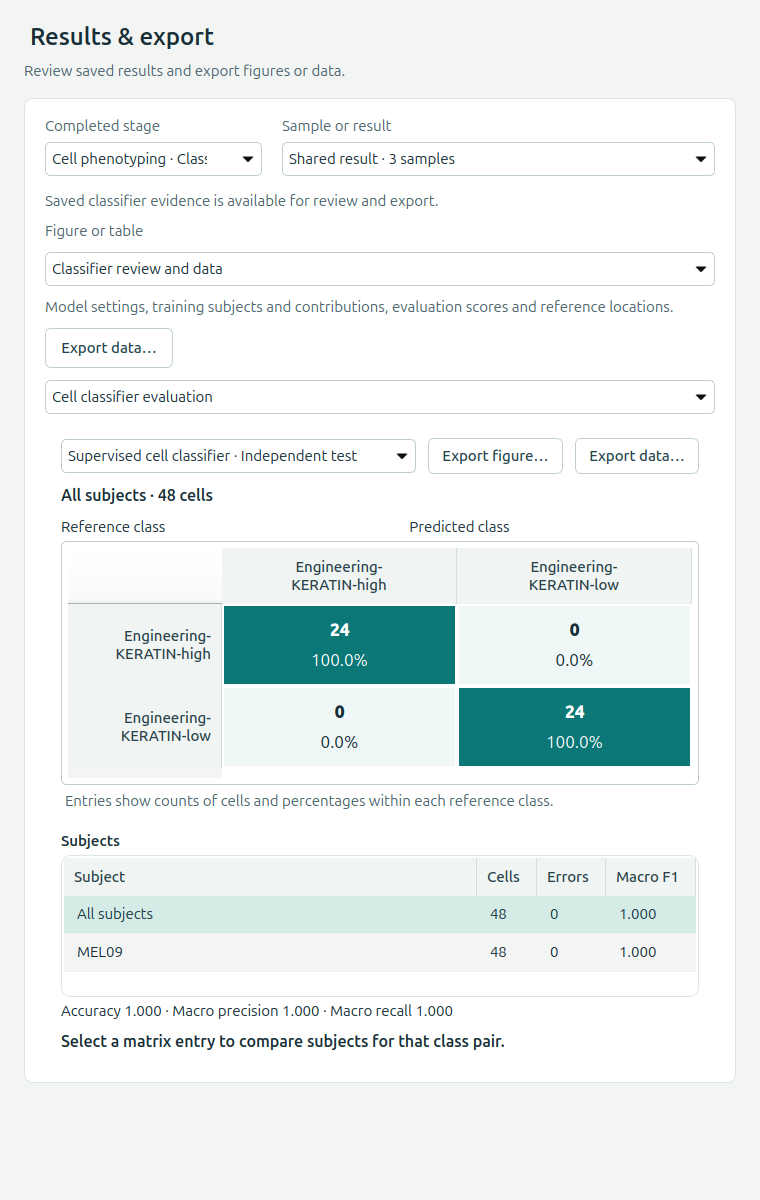 Results & export
Review saved results and export figures or data.
Completed stage
Sample or result
Cell phenotyping · Clas
Shared result · 3 samples
Saved classifier evidence is available for review and export.
Figure or table
Classifier review and data
Model settings, training subjects and contributions, evaluation scores and reference locations.
Export data…
Cell classifier evaluation
Supervised cell classifier · Independent test
Export figure…
Export data…
All subjects · 48 cells
Reference class
Predicted class
Engineering-
KERATIN-high
Engineering-
KERATIN-low
Engineering-
KERATIN-high
24
100.0%
0
0.0%
Engineering-
KERATIN-low
0
0.0%
24
100.0%
Entries show counts of cells and percentages within each reference class.
Subjects
Subject Cells Errors Macro F1
All subjects 48 0 1.000
MEL09 48 0 1.000
Accuracy 1.000 · Macro precision 1.000 · Macro recall 1.000
Select a matrix entry to compare subjects for that class pair.